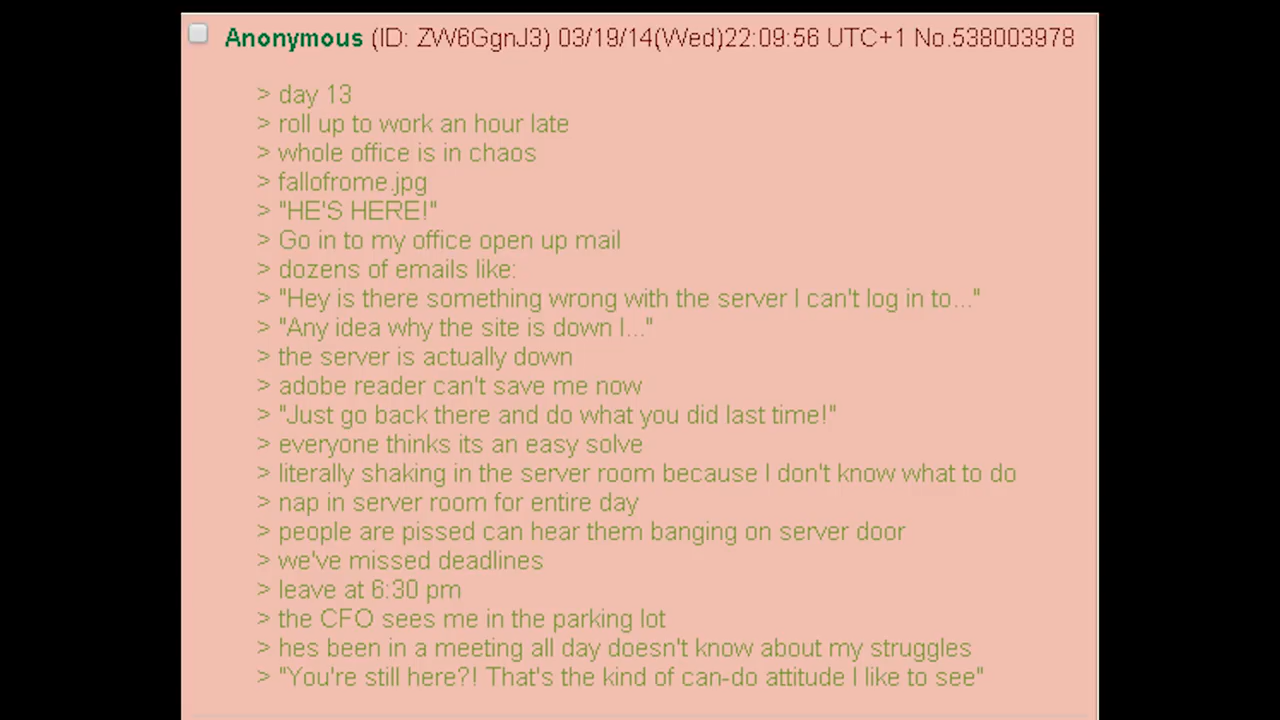 Anonymous (ID: ZW6GgnJ3) 03/19/14(Wed)22:09:56 UTC+1 No.538003978
> day 13
> roll up to work an hour late
> whole office is in chaos
> fallofrome.jpg
> "HE'S HERE!"
> Go in to my office open up mail
> dozens of emails like:
> "Hey is there something wrong with the server I can't log in to..."
> "Any idea why the site is down I..."
> the server is actually down
> adobe reader can't save me now
> "Just go back there and do what you did last time!"
> everyone thinks its an easy solve
> literally shaking in the server room because I don't know what to do
> nap in server room for entire day
> people are pissed can hear them banging on server door
> we've missed deadlines
> leave at 6:30 pm
> the CFO sees me in the parking lot
> hes been in a meeting all day doesn't know about my struggles
> "You're still here?! That's the kind of can-do attitude I like to see"